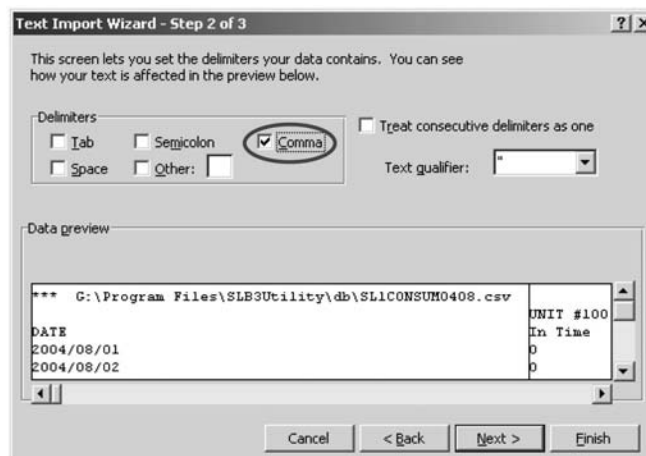 Text Import Wizard - Step 2 of 3
This screen lets you set the delimiters your data contains. You can see
how your text is affected in the preview below.
Delimiters
Tab
Semicolon
Comma
Space
Other:
Treat consecutive delimiters as one
Text qualifier: "
Data preview
*** G:\Program Files\SLB3Utility\db\SL1CONSUM0408.csv
UNIT #100
DATE In Time
2004/08/01 0
2004/08/02 0
Cancel < Back Next > Finish